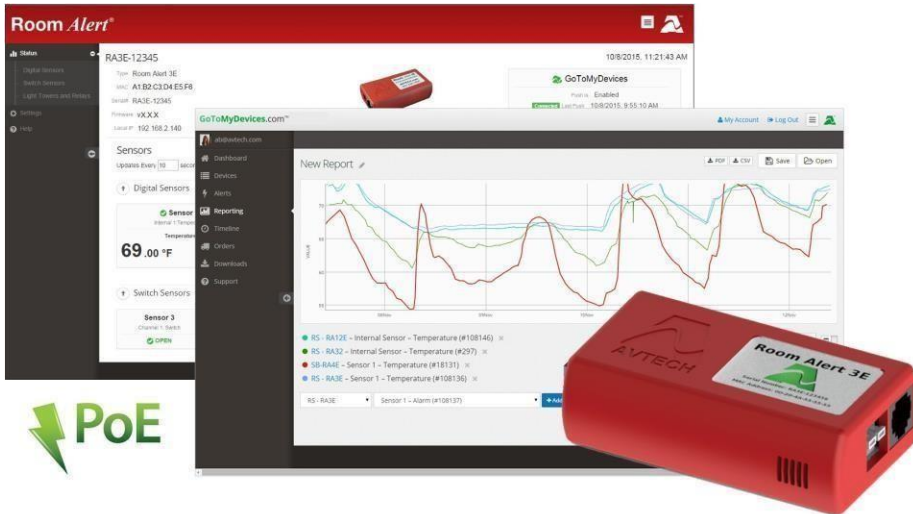 Room Alert®
Status
Digital Sensors
Switch Sensors
Light Towers and Relays
Settings
Help
RA3E-12345
10/8/2015, 11:21:43 AM
Type Room Alert 3E
MAC A1:B2:C3:D4:E5:F6
Serial# RA3E-12345
Firmware vX.X.X
Local IP 192.168.2.140
GoToMyDevices
Push is Enabled
Connected Last Push 10/8/2015, 9:55:10 AM
Sensors
Updates Every 10
Digital Sensors
Sensor
Temperature
69.00 °F
Switch Sensors
Sensor 3
Channel 1: Switch
OPEN
GoToMyDevices.com™
My Account
Log Out
ab@avtech.com
Dashboard
Devices
Alerts
Reporting
Timeline
Orders
Downloads
Support
New Report
PDF
CSV
Save
Open
VALUE
RS - RA12E – Internal Sensor – Temperature (#108146) ×
RS - RA32 – Internal Sensor – Temperature (#297) ×
SB-RA4E – Sensor 1 – Temperature (#18131) ×
RS - RA3E – Sensor 1 – Temperature (#108136) ×
RS - RA3E
Sensor 1 – Alarm (#108137)
+Add
PoE
AVTECH
Room Alert 3E